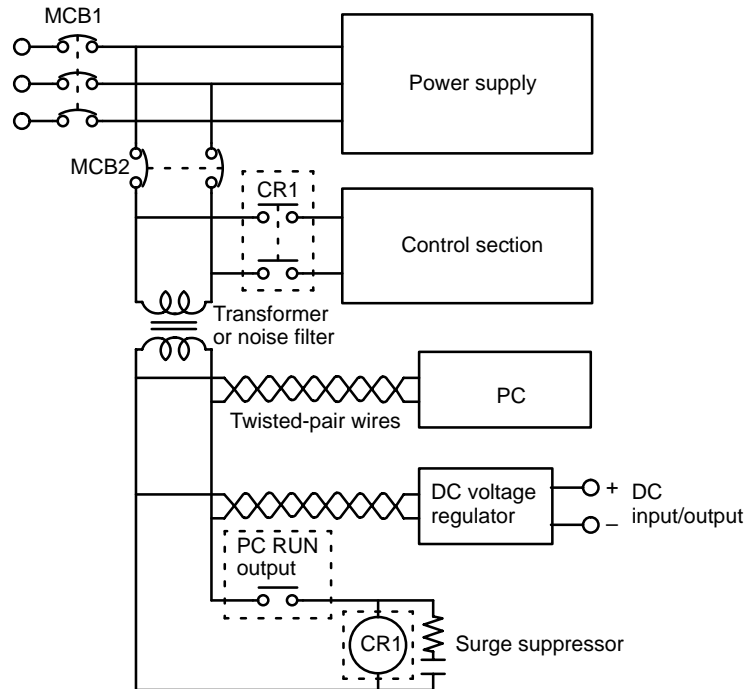 MCB1
Power supply
MCB2
CR1
Control section
Transformer
or noise filter
PC
Twisted-pair wires
DC voltage
regulator
+
–
DC
input/output
PC RUN
output
CR1
Surge suppressor